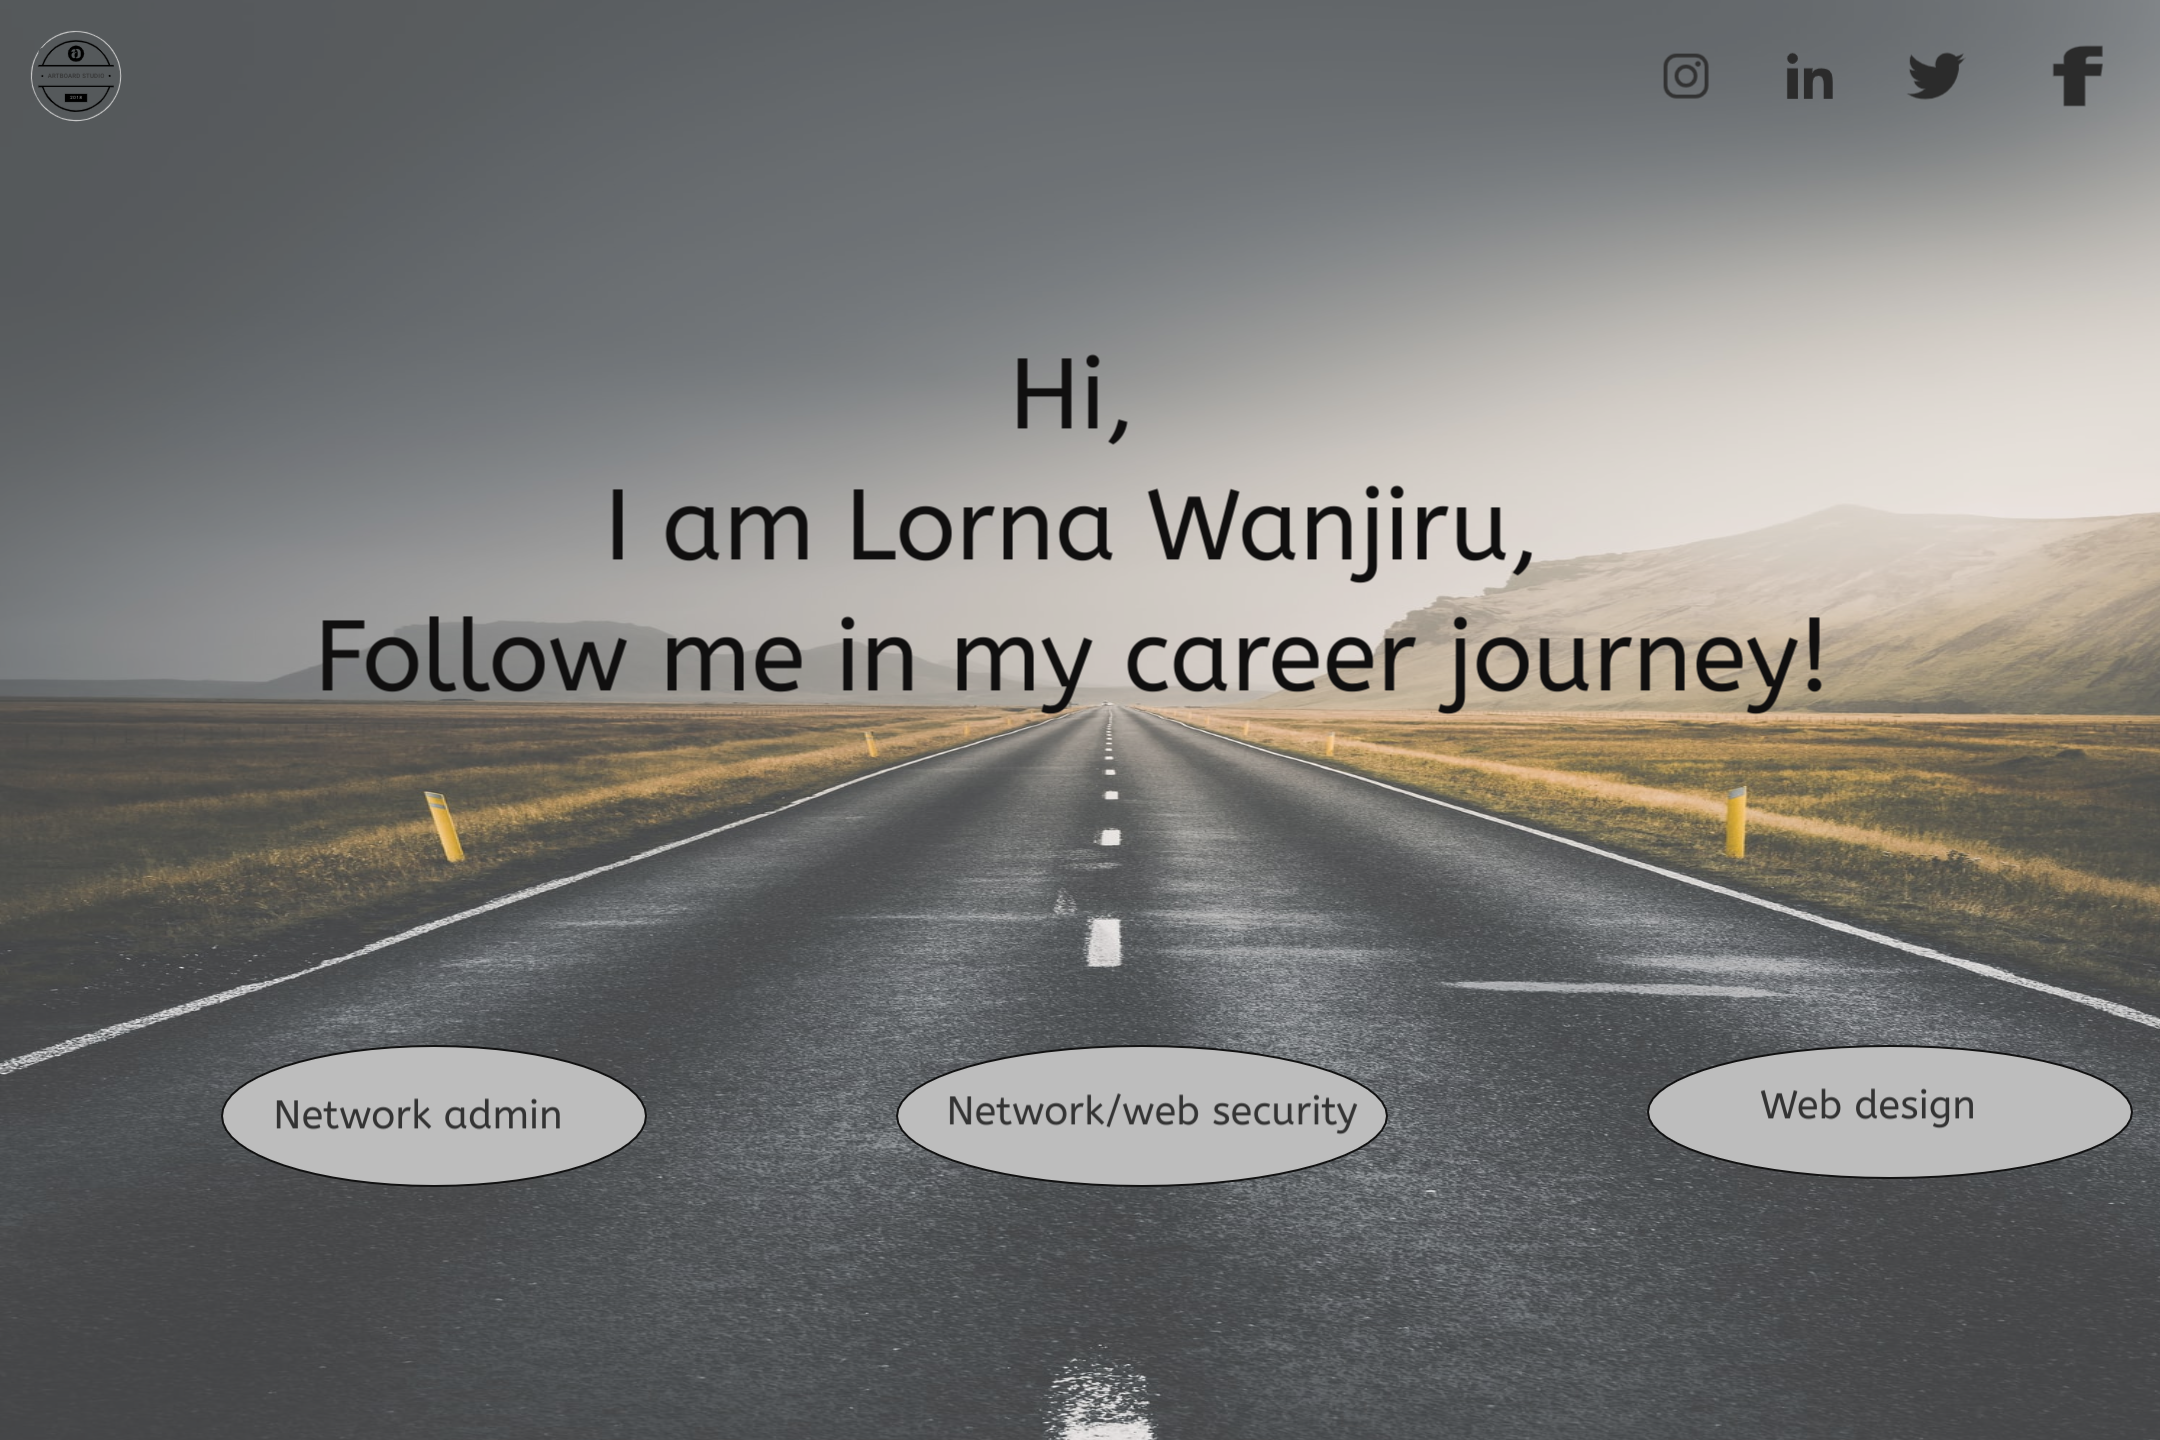 ARTBOARD STUDIO
2018
Hi,
I am Lorna Wanjiru,
Follow me in my career journey!
Network admin
Network/web security
Web design